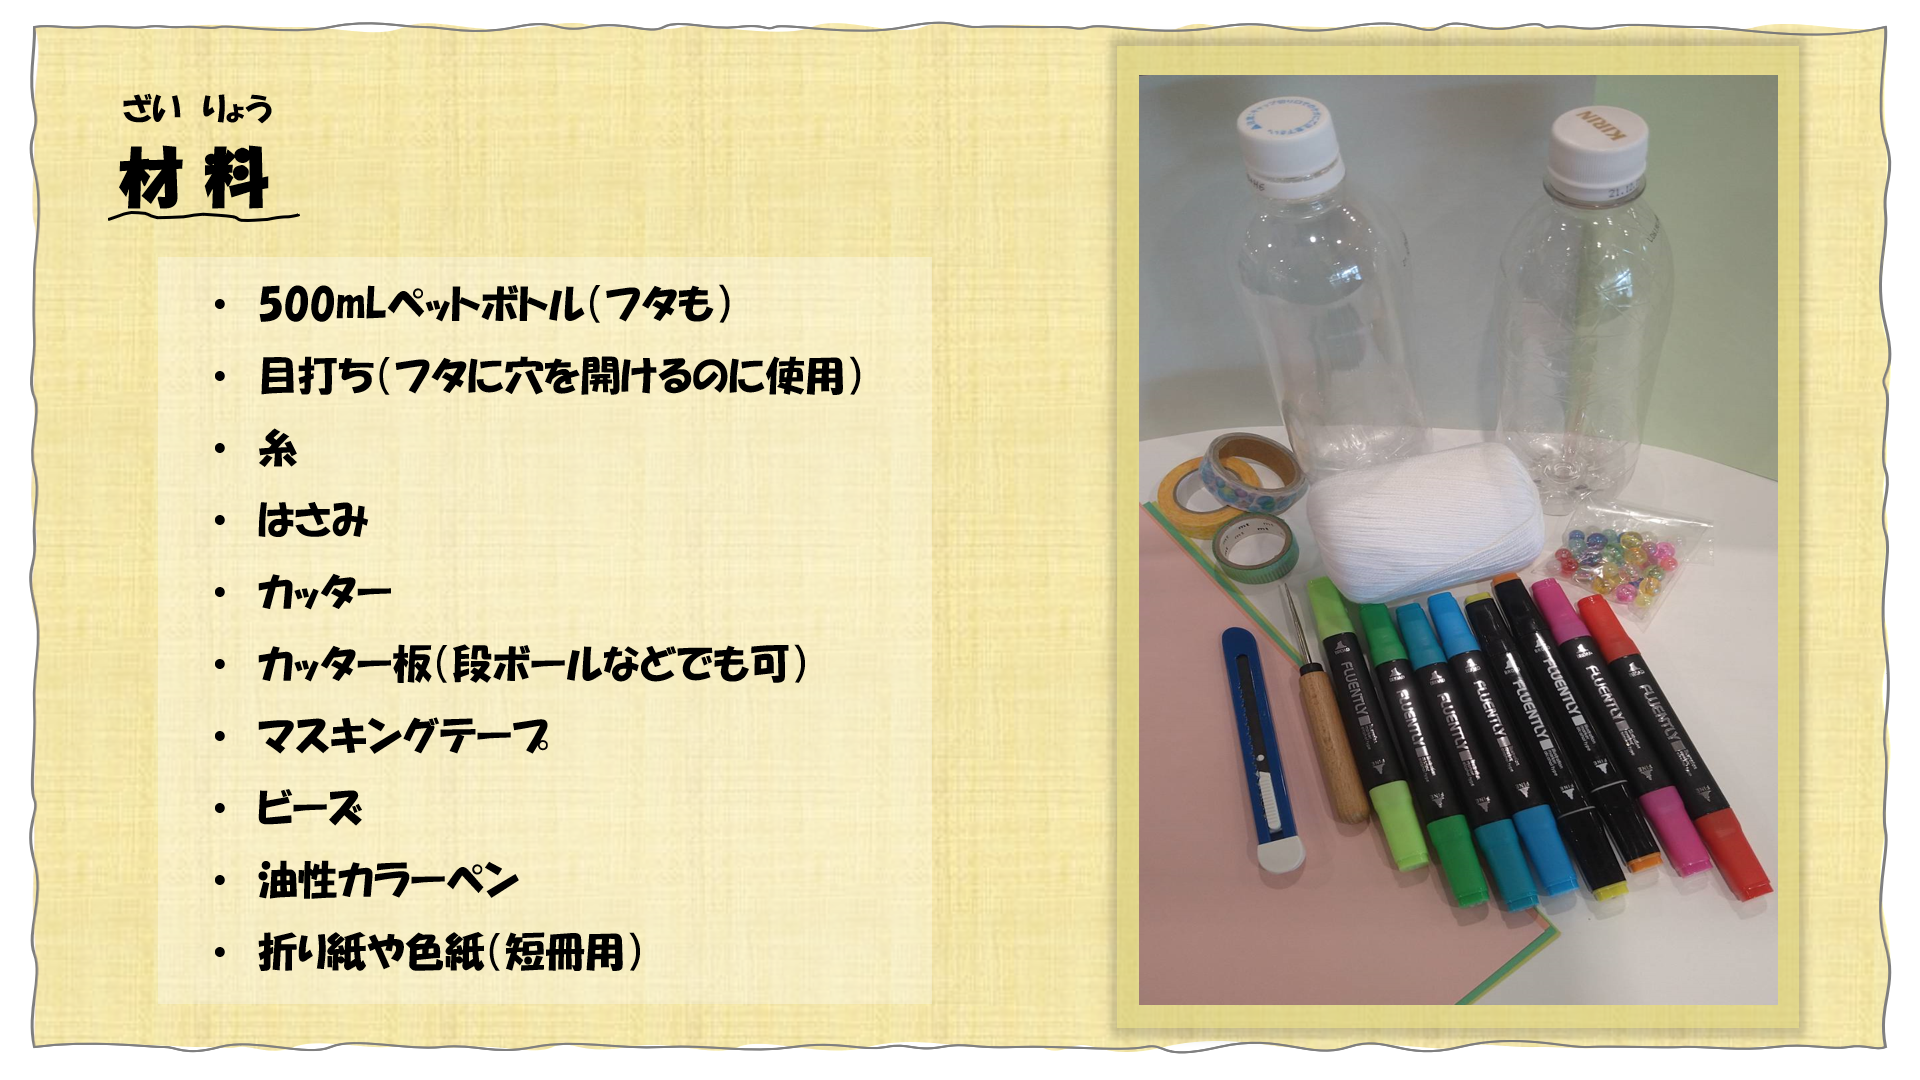 ざい りょう
材料
• 500mLペットボトル(フタも)
• 目打ち(フタに穴を開けるのに使用)
• 糸
• はさみ
• カッター
• カッター板(段ボールなどでも可)
• マスキングテープ
• ビーズ
• 油性カラーペン
• 折り紙や色紙(短冊用)
KIRIN
mt
FLUENTLY
FLUENTLY
FLUENTLY
FLUENTLY
FLUENTLY
FLUENTLY
FLUENTLY
FLUENTLY